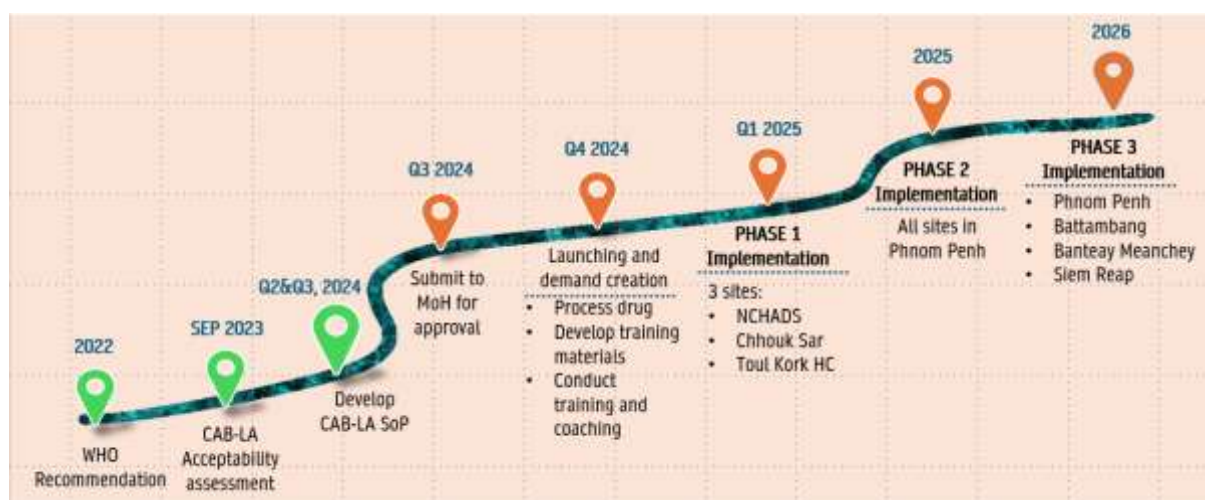 2022
WHO
Recommendation
SEP 2023
CAB-LA
Acceptability
assessment
Q2&Q3, 2024
Develop
CAB-LA SoP
Q3 2024
Submit to
MoH for
approval
Q4 2024
Launching and
demand creation
• Process drug
• Develop training
materials
• Conduct
training and
coaching
Q1 2025
PHASE 1
Implementation
3 sites:
• NCHADS
• Chhouk Sar
• Toul Kork HC
2025
PHASE 2
Implementation
All sites in
Phnom Penh
2026
PHASE 3
Implementation
• Phnom Penh
• Battambang
• Banteay Meanchey
• Siem Reap